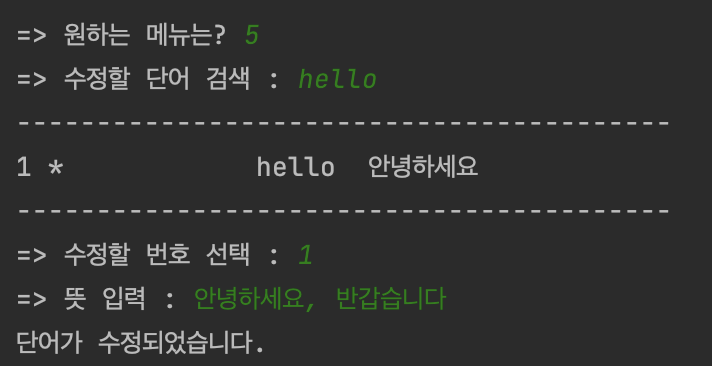 => 원하는 메뉴는? 5
=> 수정할 단어 검색 : hello
------------------------------------------
1 *            hello  안녕하세요
------------------------------------------
=> 수정할 번호 선택 : 1
=> 뜻 입력 : 안녕하세요, 반갑습니다
단어가 수정되었습니다.